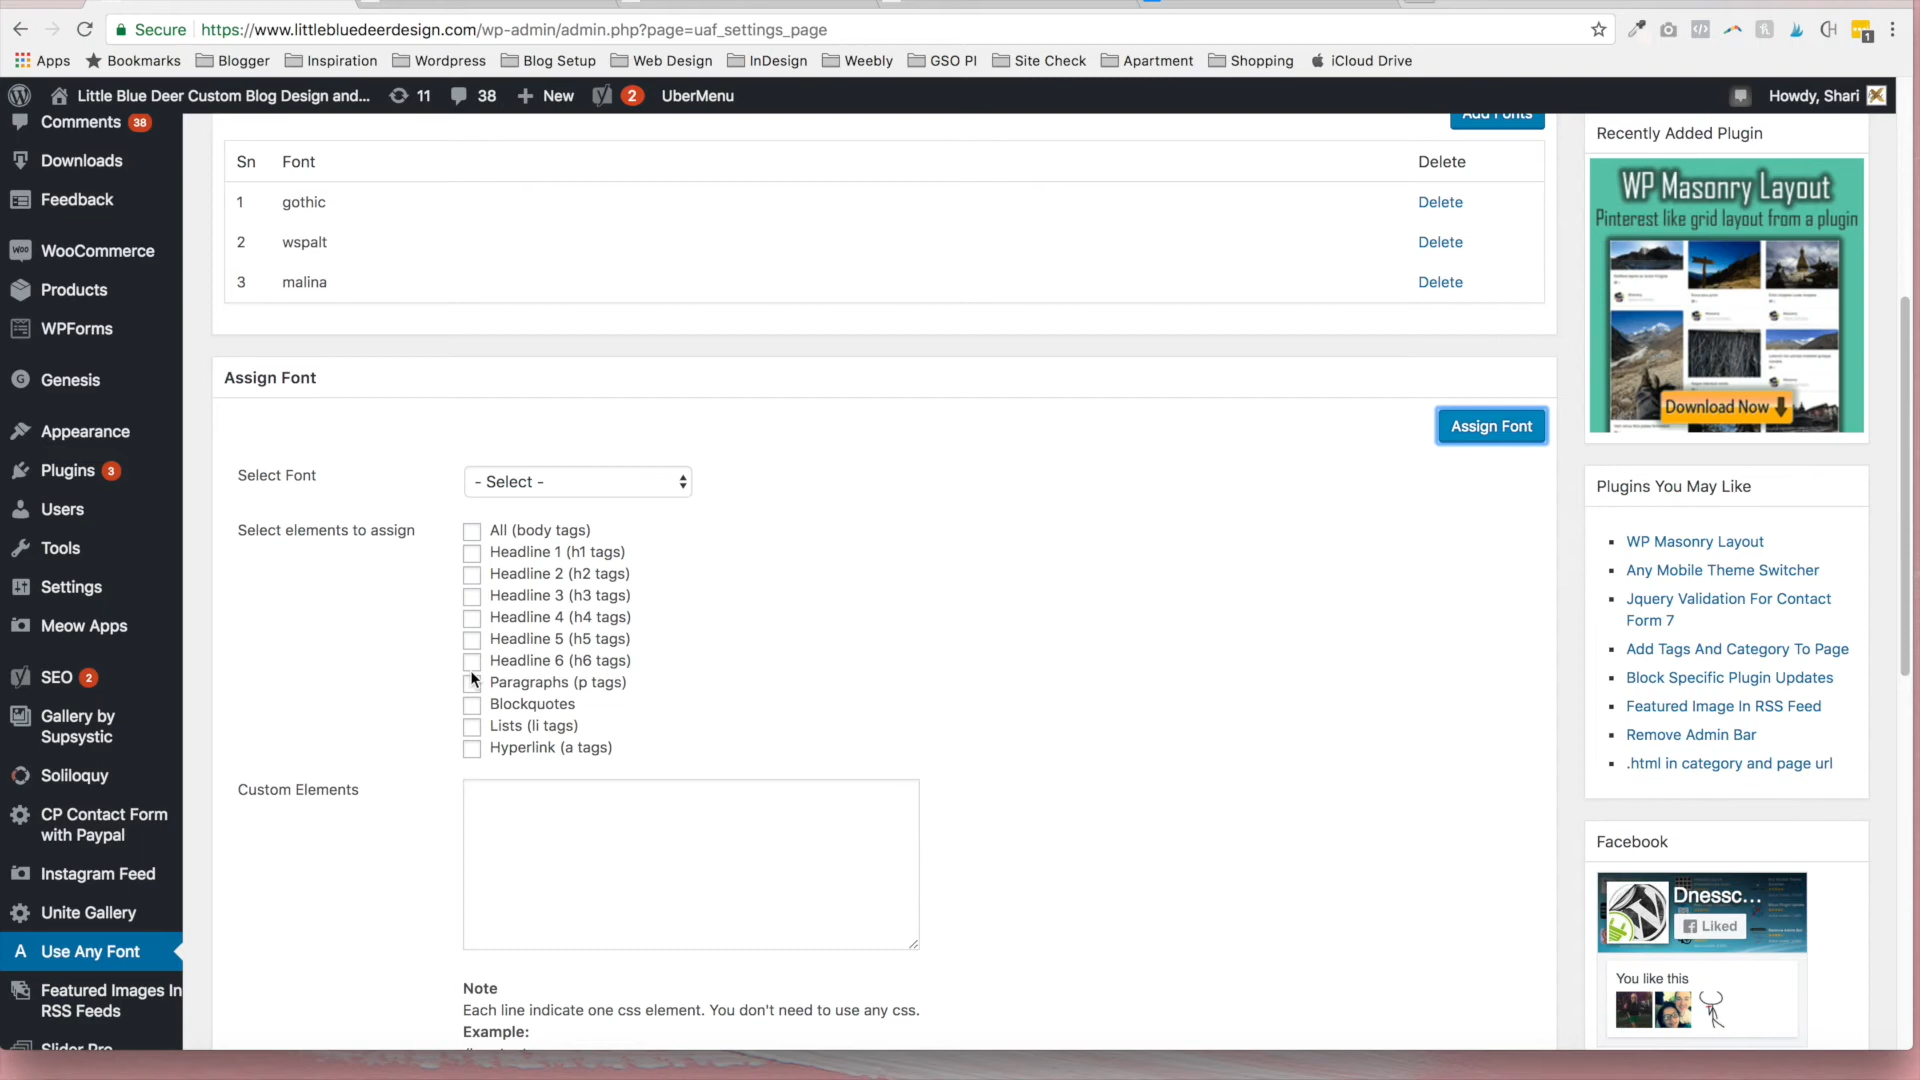 Secure https://www.littlebluedeerdesign.com/wp-admin/admin.php?page=uaf_settings_page
1
Apps Bookmarks Blogger Inspiration Wordpress Blog Setup Web Design InDesign Weebly GSO PI Site Check Apartment Shopping iCloud Drive
Little Blue Deer Custom Blog Design and... 11 38 New 2 UberMenu Howdy, Shari
Comments 38
Downloads
Feedback
WooCommerce
Products
WPForms
Genesis
Appearance
Plugins 3
Users
Tools
Settings
Meow Apps
SEO 2
Gallery by
Supsystic
Soliloquy
CP Contact Form
with Paypal
Instagram Feed
Unite Gallery
Use Any Font
Featured Images In
RSS Feeds
Slider Pro
Add Fonts
Sn Font Delete
1 gothic Delete
2 wspalt Delete
3 malina Delete
Assign Font
Assign Font
Select Font - Select -
Select elements to assign All (body tags)
Headline 1 (h1 tags)
Headline 2 (h2 tags)
Headline 3 (h3 tags)
Headline 4 (h4 tags)
Headline 5 (h5 tags)
Headline 6 (h6 tags)
Paragraphs (p tags)
Blockquotes
Lists (li tags)
Hyperlink (a tags)
Custom Elements
Note
Each line indicate one css element. You don't need to use any css.
Example:
Recently Added Plugin
WP Masonry Layout
Pinterest like grid layout from a plugin
Download Now
Plugins You May Like
WP Masonry Layout
Any Mobile Theme Switcher
Jquery Validation For Contact
Form 7
Add Tags And Category To Page
Block Specific Plugin Updates
Featured Image In RSS Feed
Remove Admin Bar
.html in category and page url
Facebook
Dnessc...
Liked
You like this